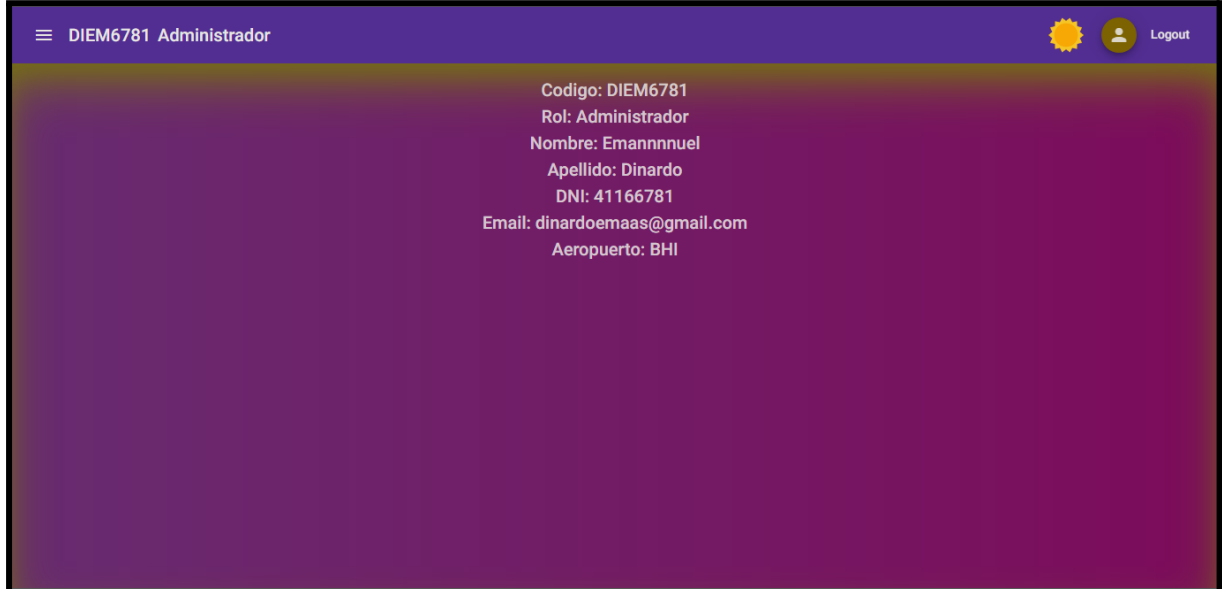 DIEM6781 Administrador
Logout
Codigo: DIEM6781
Rol: Administrador
Nombre: Emannnnuel
Apellido: Dinardo
DNI: 41166781
Email: dinardoemaas@gmail.com
Aeropuerto: BHI